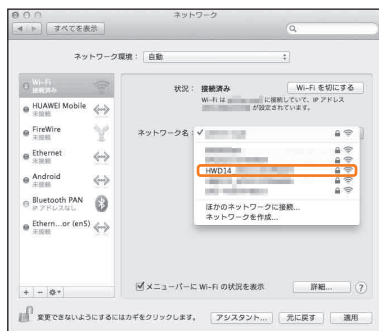 ネットワーク
すべてを表示
ネットワーク環境： 自動
Wi-Fi
接続済み
HUAWEI Mobile
未接続
FireWire
未接続
Ethernet
未接続
Android
未接続
Bluetooth PAN
IP アドレスなし
Ethern...or (en5)
未接続
状況： 接続済み
Wi-Fi を切にする
Wi-Fi は に接続していて、IP アドレス
が設定されています。
ネットワーク名：
HWD14
ほかのネットワークに接続...
ネットワークを作成...
メニューバーに Wi-Fi の状況を表示
詳細...
?
変更できないようにするにはカギをクリックします。
アシスタント...
元に戻す
適用